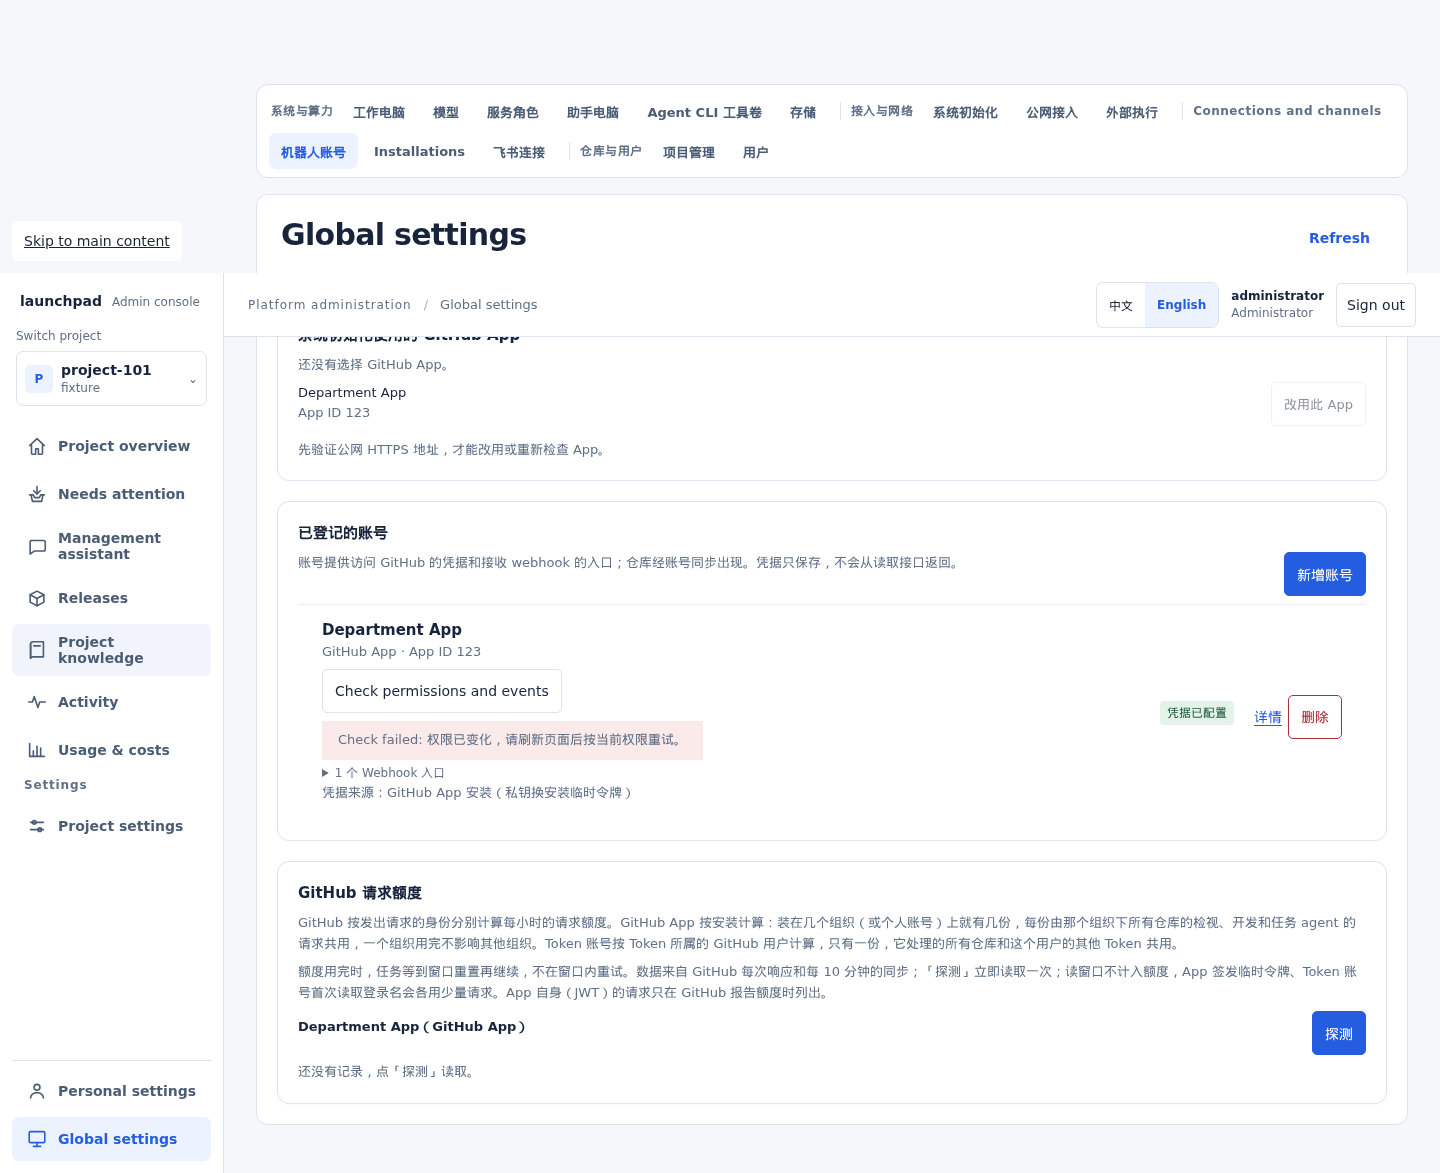 系统与算力 工作电脑 模型 服务角色 助手电脑 Agent CLI 工具卷 存储 接入与网络 系统初始化 公网接入 外部执行 Connections and channels
机器人账号 Installations 飞书连接 仓库与用户 项目管理 用户
Skip to main content
Global settings
Refresh
launchpad Admin console
Platform administration / Global settings
中文 English
administrator
Administrator
Sign out
Switch project
P
project-101
fixture
Project overview
Needs attention
Management
assistant
Releases
Project
knowledge
Activity
Usage & costs
Settings
Project settings
Personal settings
Global settings
系统初始化使用的 GitHub App
还没有选择 GitHub App。
Department App
App ID 123
改用此 App
先验证公网 HTTPS 地址，才能改用或重新检查 App。
已登记的账号
账号提供访问 GitHub 的凭据和接收 webhook 的入口；仓库经账号同步出现。凭据只保存，不会从读取接口返回。
新增账号
Department App
GitHub App · App ID 123
Check permissions and events
Check failed: 权限已变化，请刷新页面后按当前权限重试。
1 个 Webhook 入口
凭据来源：GitHub App 安装（私钥换安装临时令牌）
凭据已配置
详情
删除
GitHub 请求额度
GitHub 按发出请求的身份分别计算每小时的请求额度。GitHub App 按安装计算：装在几个组织（或个人账号）上就有几份，每份由那个组织下所有仓库的检视、开发和任务 agent 的
请求共用，一个组织用完不影响其他组织。Token 账号按 Token 所属的 GitHub 用户计算，只有一份，它处理的所有仓库和这个用户的其他 Token 共用。
额度用完时，任务等到窗口重置再继续，不在窗口内重试。数据来自 GitHub 每次响应和每 10 分钟的同步；「探测」立即读取一次；读窗口不计入额度，App 签发临时令牌、Token 账
号首次读取登录名会各用少量请求。App 自身（JWT）的请求只在 GitHub 报告额度时列出。
Department App（GitHub App）
探测
还没有记录，点「探测」读取。